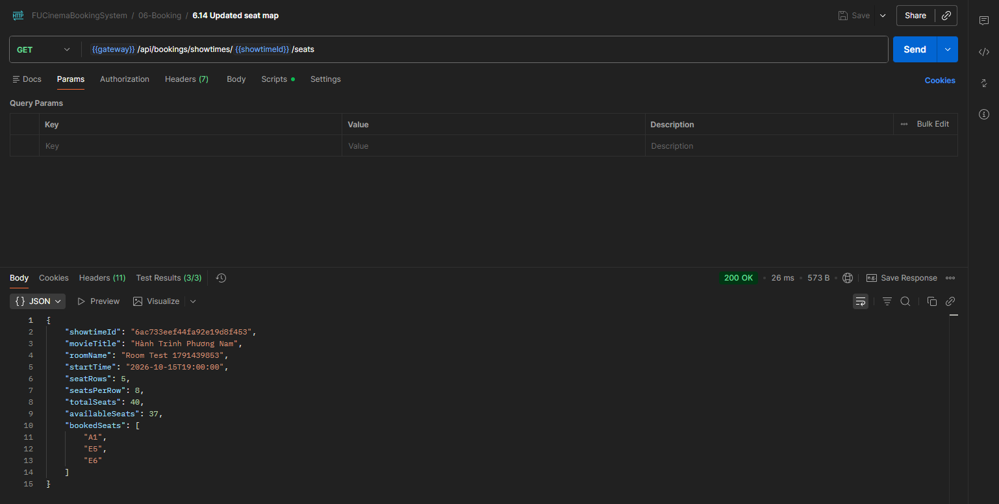 HTTP FUCinemaBookingSystem / 06-Booking / 6.14 Updated seat map Save Share
GET {{gateway}} /api/bookings/showtimes/ {{showtimeId}} /seats Send
Docs Params Authorization Headers (7) Body Scripts Settings Cookies
Query Params
Key Value Description Bulk Edit
Key Value Description
Body Cookies Headers (11) Test Results (3/3) 200 OK 26 ms 573 B e.g. Save Response
{} JSON Preview Visualize
1 {
2 "showtimeId": "6ac733eef44fa92e19d8f453",
3 "movieTitle": "Hành Trình Phương Nam",
4 "roomName": "Room Test 1791439853",
5 "startTime": "2026-10-15T19:00:00",
6 "seatRows": 5,
7 "seatsPerRow": 8,
8 "totalSeats": 40,
9 "availableSeats": 37,
10 "bookedSeats": [
11 "A1",
12 "E5",
13 "E6"
14 ]
15 }